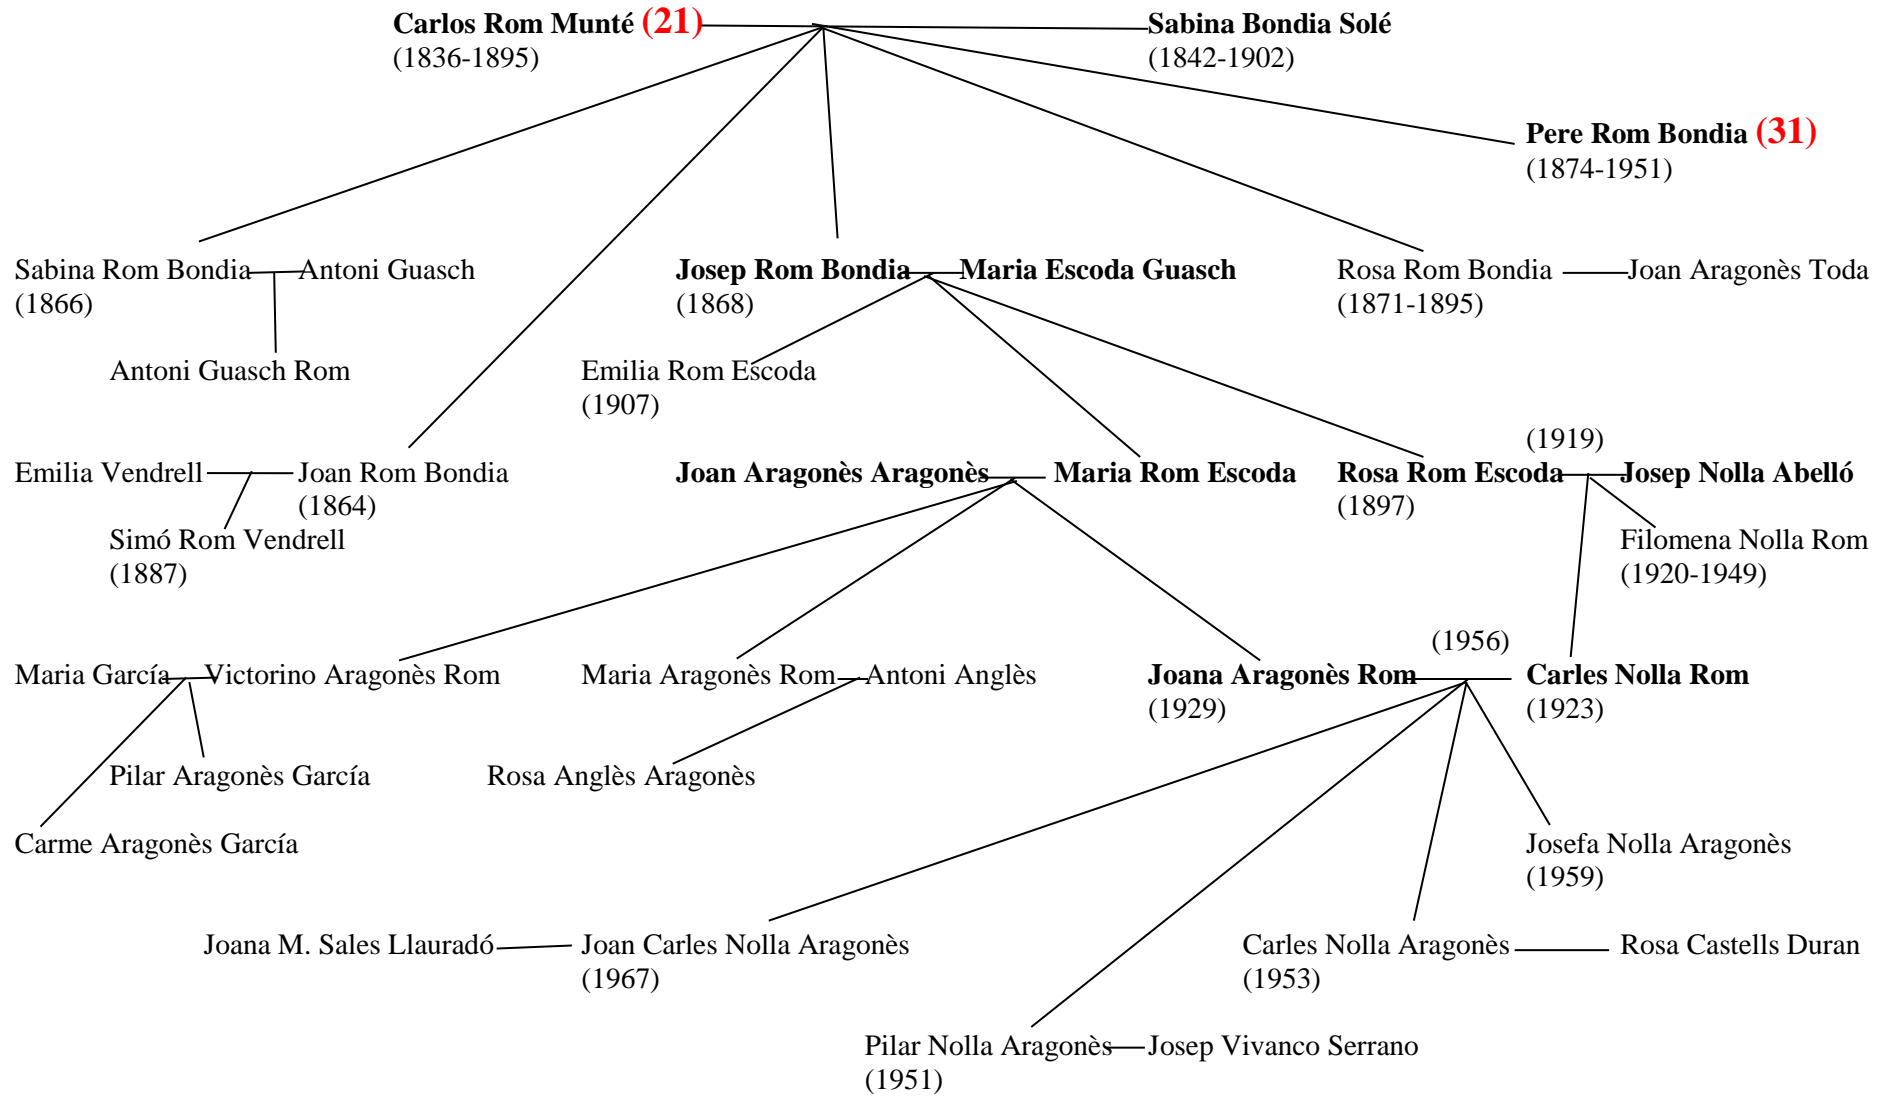 Carlos Rom Munté (21) Sabina Bondia Solé
(1836-1895) (1842-1902)
Pere Rom Bondia (31)
(1874-1951)
Sabina Rom Bondia Antoni Guasch Josep Rom Bondia Maria Escoda Guasch Rosa Rom Bondia Joan Aragonès Toda
(1866) (1868) (1871-1895)
Antoni Guasch Rom Emilia Rom Escoda
(1907)
(1919)
Emilia Vendrell Joan Rom Bondia Joan Aragonès Aragonès Maria Rom Escoda Rosa Rom Escoda Josep Nolla Abelló
(1864) (1897)
Simó Rom Vendrell Filomena Nolla Rom
(1887) (1920-1949)
(1956)
Maria García Victorino Aragonès Rom Maria Aragonès Rom Antoni Anglès Joana Aragonès Rom Carles Nolla Rom
(1929) (1923)
Pilar Aragonès García Rosa Anglès Aragonès
Carme Aragonès García Josefa Nolla Aragonès
(1959)
Joana M. Sales Llauradó Joan Carles Nolla Aragonès Carles Nolla Aragonès Rosa Castells Duran
(1967) (1953)
Pilar Nolla Aragonès Josep Vivanco Serrano
(1951)